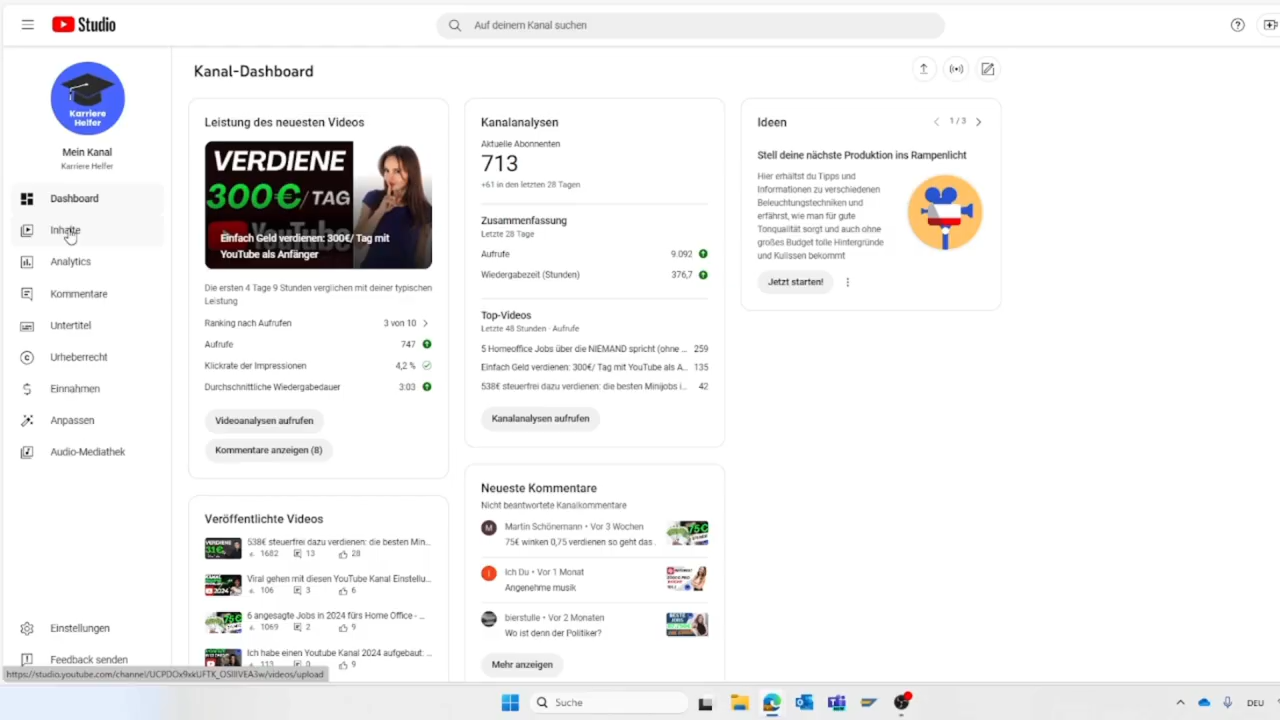 Studio
Auf deinem Kanal suchen
Karriere
Helfer
Mein Kanal
Karriere Helfer
Dashboard
Inhalte
Analytics
Kommentare
Untertitel
Urheberrecht
Einnahmen
Anpassen
Audio-Mediathek
Einstellungen
Feedback senden
Kanal-Dashboard
Leistung des neuesten Videos
VERDIENE
300€/TAG
YouTube
Einfach Geld verdienen: 300€/ Tag mit
YouTube als Anfänger
Die ersten 4 Tage 9 Stunden verglichen mit deiner typischen
Leistung
Ranking nach Aufrufen 3 von 10
Aufrufe 747
Klickrate der Impressionen 4,2 %
Durchschnittliche Wiedergabedauer 3:03
Videoanalysen aufrufen
Kommentare anzeigen (8)
Veröffentlichte Videos
538€ steuerfrei dazu verdienen: die besten Min...
1682 13 28
Viral gehen mit diesen YouTube Kanal Einstellu...
106 3 6
6 angesagte Jobs in 2024 fürs Home Office - ...
1069 2 9
Ich habe einen Youtube Kanal 2024 aufgebaut: ...
113 0 9
Kanalanalysen
Aktuelle Abonnenten
713
+61 in den letzten 28 Tagen
Zusammenfassung
Letzte 28 Tage
Aufrufe 9.092
Wiedergabezeit (Stunden) 376,7
Top-Videos
Letzte 48 Stunden · Aufrufe
5 Homeoffice Jobs über die NIEMAND spricht (ohne ... 259
Einfach Geld verdienen: 300€/ Tag mit YouTube als A... 135
538€ steuerfrei dazu verdienen: die besten Minijobs i... 42
Kanalanalysen aufrufen
Neueste Kommentare
Nicht beantwortete Kanalkommentare
M
Martin Schönemann • Vor 3 Wochen
75€ winken 0,75 verdienen so geht das .
I
Ich Du • Vor 1 Monat
Angenehme musik
bierstulle • Vor 2 Monaten
Wo ist denn der Politiker?
Mehr anzeigen
Ideen
1 / 3
Stell deine nächste Produktion ins Rampenlicht
Hier erhältst du Tipps und
Informationen zu verschiedenen
Beleuchtungstechniken und
erfährst, wie man für gute
Tonqualität sorgt und auch ohne
großes Budget tolle Hintergründe
und Kulissen bekommt
Jetzt starten!
Suche
DEU